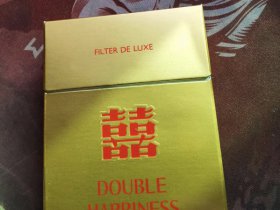 FILTER DE LUXE
囍
DOUBLE
HAPPINESS